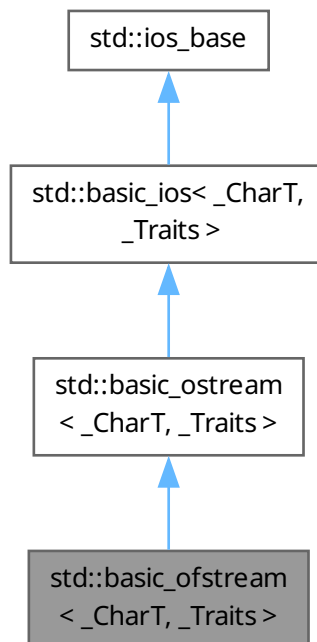 std::ios_base
std::basic_ios< _CharT,
_Traits >
std::basic_ostream
< _CharT, _Traits >
std::basic_ofstream
< _CharT, _Traits >